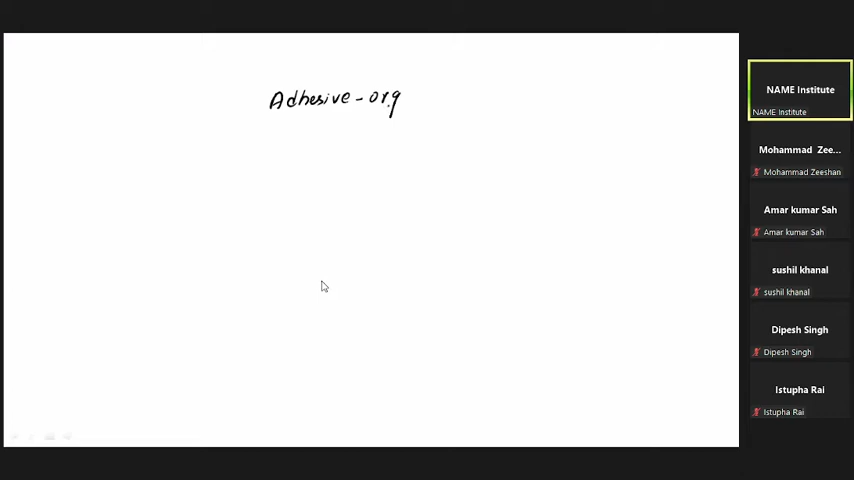 Adhesive - org
NAME Institute
NAME Institute
Mohammad Zee...
Mohammad Zeeshan
Amar kumar Sah
Amar kumar Sah
sushil khanal
sushil khanal
Dipesh Singh
Dipesh Singh
Istupha Rai
Istupha Rai